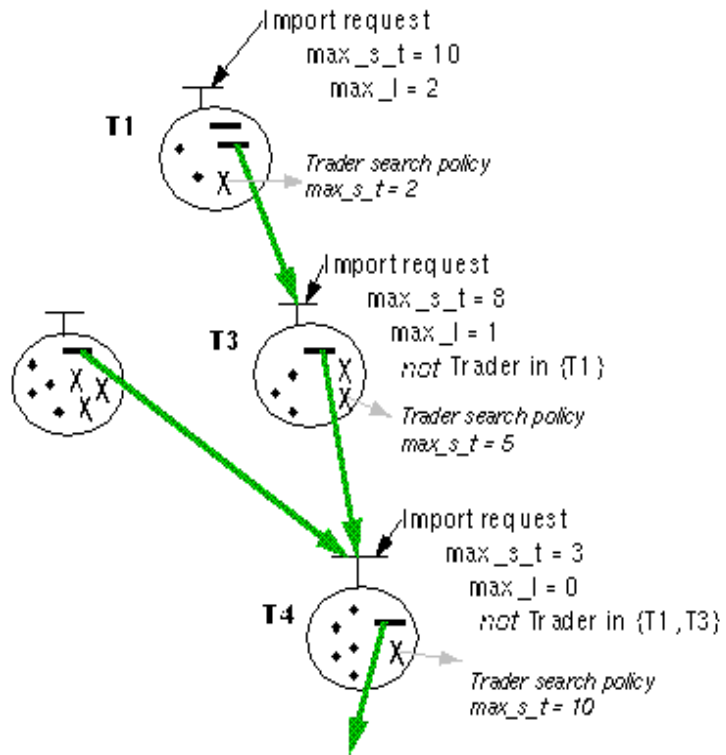 Import request
max_s_t = 10
max_l = 2
T1
Trader search policy
max_s_t = 2
Import request
max_s_t = 8
max_l = 1
T3
not Trader in {T1}
Trader search policy
max_s_t = 5
Import request
max_s_t = 3
max_l = 0
T4
not Trader in {T1,T3}
Trader search policy
max_s_t = 10